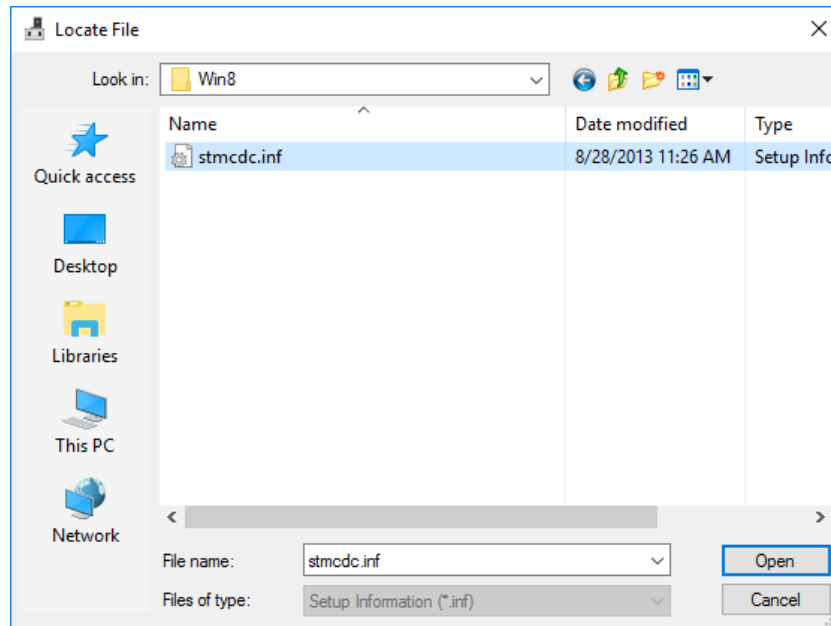 Locate File
Look in: Win8
Name Date modified Type
stmcdc.inf 8/28/2013 11:26 AM Setup Info
Quick access
Desktop
Libraries
This PC
Network
File name: stmcdc.inf Open
Files of type: Setup Information (*.inf) Cancel